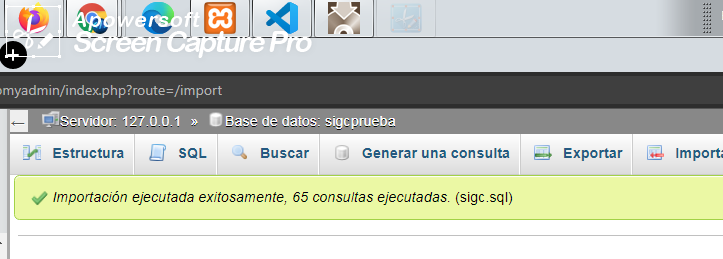 Apowersoft
Screen Capture Pro
omyadmin/index.php?route=/import
Servidor: 127.0.0.1 » Base de datos: sigcprueba
Estructura SQL Buscar Generar una consulta Exportar Importa
Importación ejecutada exitosamente, 65 consultas ejecutadas. (sigc.sql)